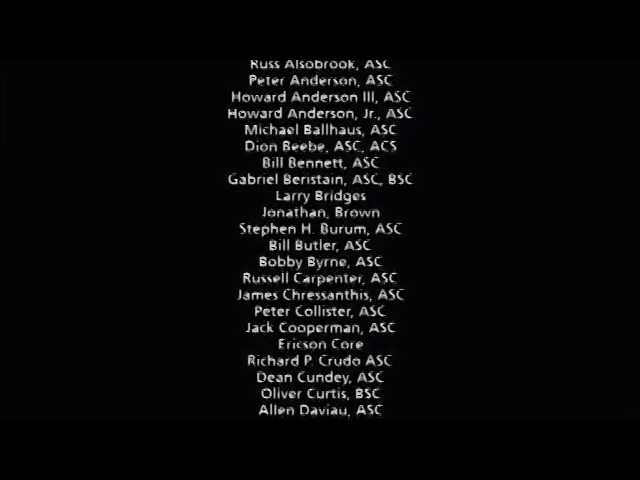 Russ Alsobrook, ASC
Peter Anderson, ASC
Howard Anderson III, ASC
Howard Anderson, Jr., ASC
Michael Ballhaus, ASC
Dion Beebe, ASC, ACS
Bill Bennett, ASC
Gabriel Beristain, ASC, BSC
Larry Bridges
Jonathan, Brown
Stephen H. Burum, ASC
Bill Butler, ASC
Bobby Byrne, ASC
Russell Carpenter, ASC
James Chressanthis, ASC
Peter Collister, ASC
Jack Cooperman, ASC
Ericson Core
Richard P. Crudo ASC
Dean Cundey, ASC
Oliver Curtis, BSC
Allen Daviau, ASC